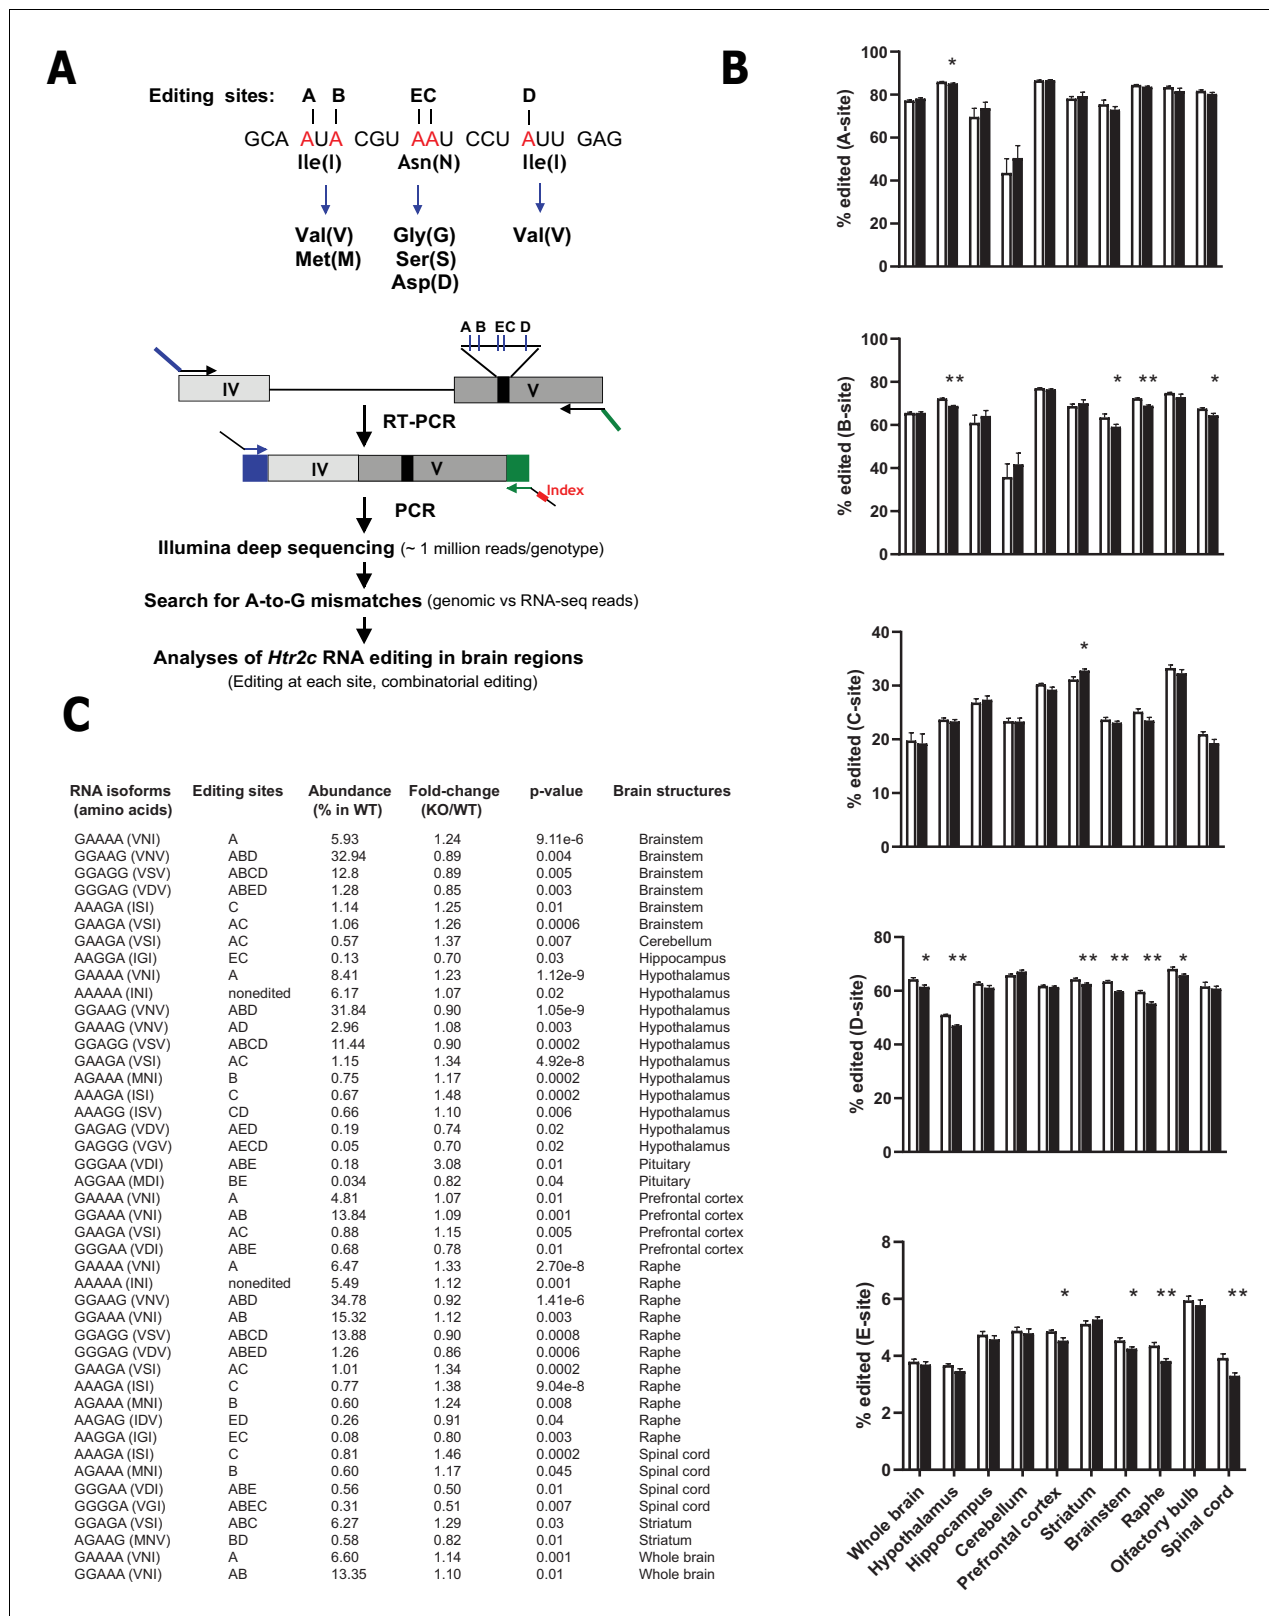 A
Editing sites: A B EC D
GCA AUA CGU AAU CCU AUU GAG
Ile(I) Asn(N) Ile(I)
Val(V) Gly(G) Val(V)
Met(M) Ser(S)
Asp(D)
A B EC D
IV V
RT-PCR
IV V
Index
PCR
Illumina deep sequencing (~ 1 million reads/genotype)
Search for A-to-G mismatches (genomic vs RNA-seq reads)
Analyses of Htr2c RNA editing in brain regions
(Editing at each site, combinatorial editing)
B
% edited (A-site)
100
80
60
40
20
0
*
% edited (B-site)
100
80
60
40
20
0
** * ** *
% edited (C-site)
40
30
20
10
0
*
% edited (D-site)
80
60
40
20
0
* ** ** ** ** *
% edited (E-site)
8
6
4
2
0
* * ** **
Whole brain
Hypothalamus
Hippocampus
Cerebellum
Prefrontal cortex
Striatum
Brainstem
Raphe
Olfactory bulb
Spinal cord
C
RNA isoforms Editing sites Abundance Fold-change p-value Brain structures
(amino acids) (% in WT) (KO/WT)
GAAAA (VNI) A 5.93 1.24 9.11e-6 Brainstem
GGAAG (VNV) ABD 32.94 0.89 0.004 Brainstem
GGAGG (VSV) ABCD 12.8 0.89 0.005 Brainstem
GGGAG (VDV) ABED 1.28 0.85 0.003 Brainstem
AAAGA (ISI) C 1.14 1.25 0.01 Brainstem
GAAGA (VSI) AC 1.06 1.26 0.0006 Brainstem
GAAGA (VSI) AC 0.57 1.37 0.007 Cerebellum
AAGGA (IGI) EC 0.13 0.70 0.03 Hippocampus
GAAAA (VNI) A 8.41 1.23 1.12e-9 Hypothalamus
AAAAA (INI) nonedited 6.17 1.07 0.02 Hypothalamus
GGAAG (VNV) ABD 31.84 0.90 1.05e-9 Hypothalamus
GAAAG (VNV) AD 2.96 1.08 0.003 Hypothalamus
GGAGG (VSV) ABCD 11.44 0.90 0.0002 Hypothalamus
GAAGA (VSI) AC 1.15 1.34 4.92e-8 Hypothalamus
AGAAA (MNI) B 0.75 1.17 0.0002 Hypothalamus
AAAGA (ISI) C 0.67 1.48 0.0002 Hypothalamus
AAAGG (ISV) CD 0.66 1.10 0.006 Hypothalamus
GAGAG (VDV) AED 0.19 0.74 0.02 Hypothalamus
GAGGG (VGV) AECD 0.05 0.70 0.02 Hypothalamus
GGGAA (VDI) ABE 0.18 3.08 0.01 Pituitary
AGGAA (MDI) BE 0.034 0.82 0.04 Pituitary
GAAAA (VNI) A 4.81 1.07 0.01 Prefrontal cortex
GGAAA (VNI) AB 13.84 1.09 0.001 Prefrontal cortex
GAAGA (VSI) AC 0.88 1.15 0.005 Prefrontal cortex
GGGAA (VDI) ABE 0.68 0.78 0.01 Prefrontal cortex
GAAAA (VNI) A 6.47 1.33 2.70e-8 Raphe
AAAAA (INI) nonedited 5.49 1.12 0.001 Raphe
GGAAG (VNV) ABD 34.78 0.92 1.41e-6 Raphe
GGAAA (VNI) AB 15.32 1.12 0.003 Raphe
GGAGG (VSV) ABCD 13.88 0.90 0.0008 Raphe
GGGAG (VDV) ABED 1.26 0.86 0.0006 Raphe
GAAGA (VSI) AC 1.01 1.34 0.0002 Raphe
AAAGA (ISI) C 0.77 1.38 9.04e-8 Raphe
AGAAA (MNI) B 0.60 1.24 0.008 Raphe
AAGAG (IDV) ED 0.26 0.91 0.04 Raphe
AAGGA (IGI) EC 0.08 0.80 0.003 Raphe
AAAGA (ISI) C 0.81 1.46 0.0002 Spinal cord
AGAAA (MNI) B 0.60 1.17 0.045 Spinal cord
GGGAA (VDI) ABE 0.56 0.50 0.01 Spinal cord
GGGGA (VGI) ABEC 0.31 0.51 0.007 Spinal cord
GGAGA (VSI) ABC 6.27 1.29 0.03 Striatum
AGAAG (MNV) BD 0.58 0.82 0.01 Striatum
GAAAA (VNI) A 6.60 1.14 0.001 Whole brain
GGAAA (VNI) AB 13.35 1.10 0.01 Whole brain